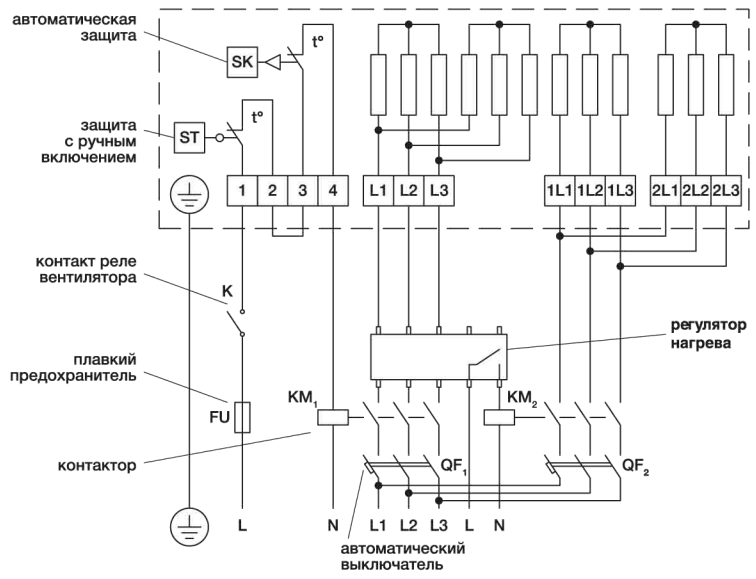 автоматическая
защита
SK
t°
защита
с ручным
включением
ST
t°
1 2 3 4
L1 L2 L3
1L1 1L2 1L3
2L1 2L2 2L3
контакт реле
вентилятора
K
регулятор
нагрева
плавкий
предохранитель
FU
KM1
KM2
контактор
QF1
QF2
L N L1 L2 L3 L N
автоматический
выключатель